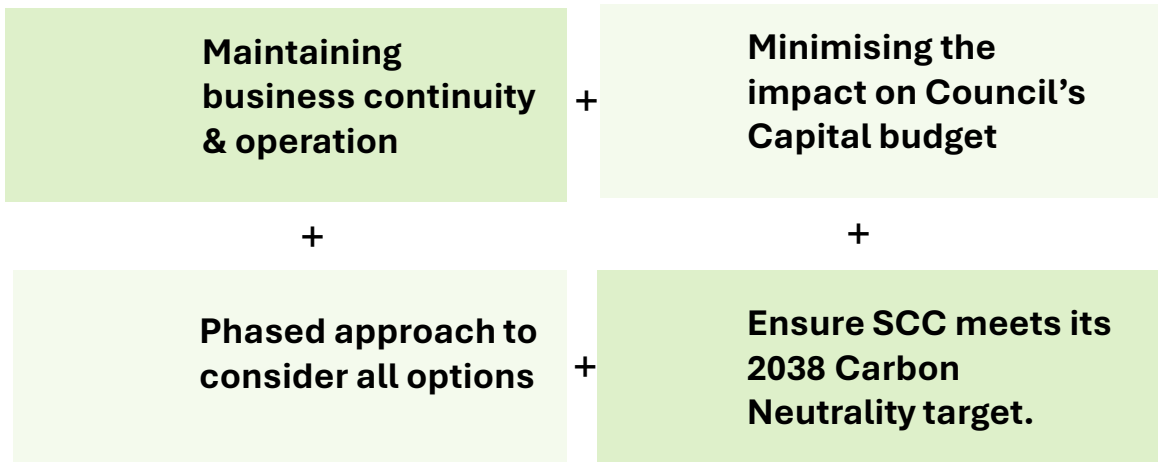 Maintaining
business continuity
& operation
+
Minimising the
impact on Council’s
Capital budget
+
+
Phased approach to
consider all options
+
Ensure SCC meets its
2038 Carbon
Neutrality target.